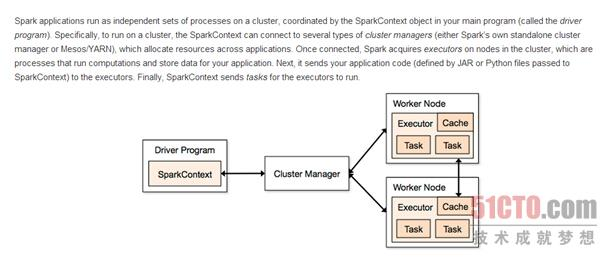 Spark applications run as independent sets of processes on a cluster, coordinated by the SparkContext object in your main program (called the driver
program). Specifically, to run on a cluster, the SparkContext can connect to several types of cluster managers (either Spark's own standalone cluster
manager or Mesos/YARN), which allocate resources across applications. Once connected, Spark acquires executors on nodes in the cluster, which are
processes that run computations and store data for your application. Next, it sends your application code (defined by JAR or Python files passed to
SparkContext) to the executors. Finally, SparkContext sends tasks for the executors to run.
Worker Node
Executor
Cache
Task
Task
Driver Program
SparkContext
Cluster Manager
Worker Node
Executor
Cache
Task
Task
51CTO.com
技术成就梦想